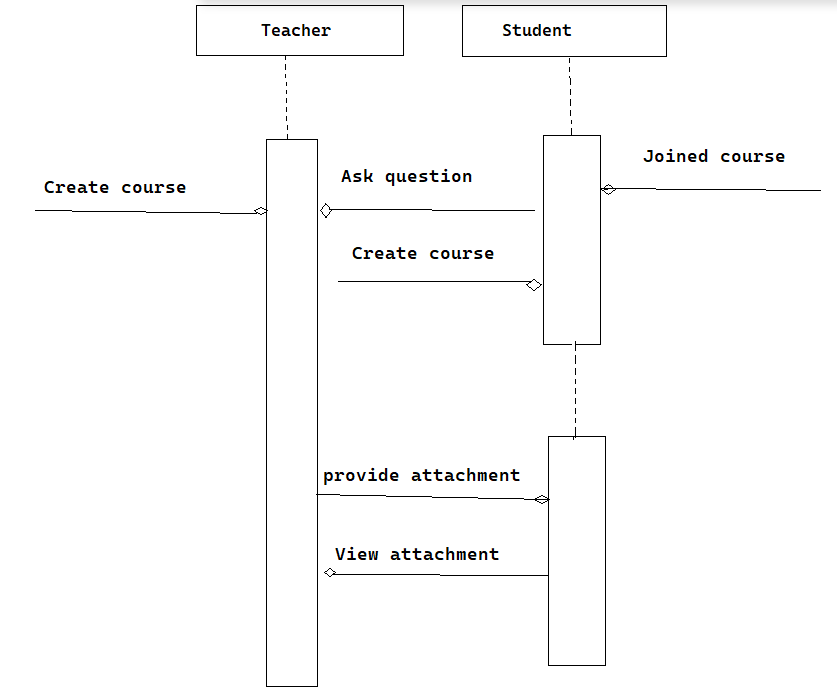 Teacher
Student
Joined course
Ask question
Create course
Create course
provide attachment
View attachment